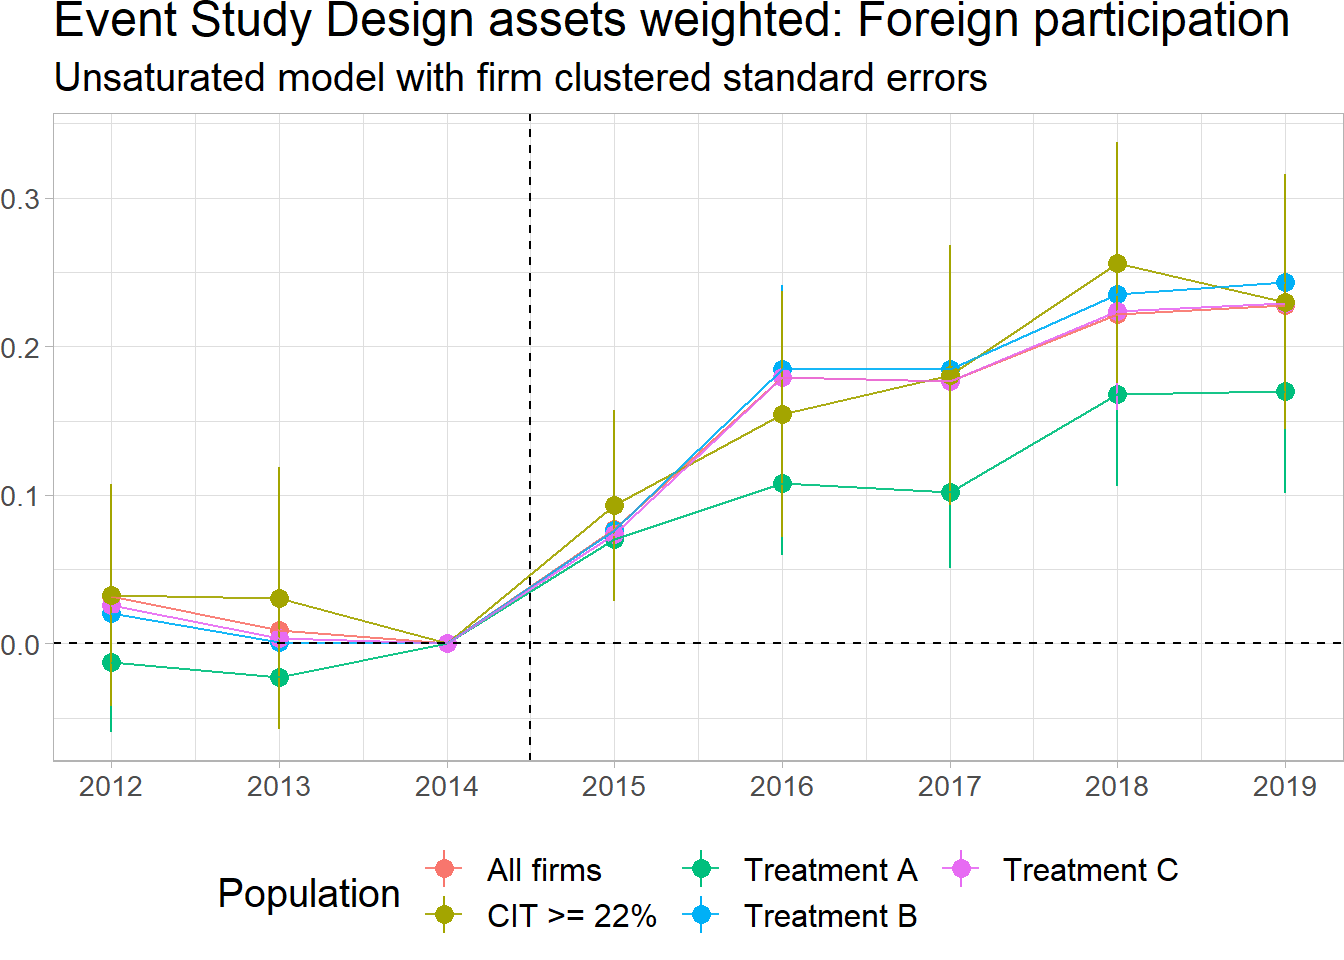 Event Study Design assets weighted: Foreign participation
Unsaturated model with firm clustered standard errors
0.3
0.2
0.1
0.0
2012 2013 2014 2015 2016 2017 2018 2019
Population
All firms
CIT >= 22%
Treatment A
Treatment B
Treatment C